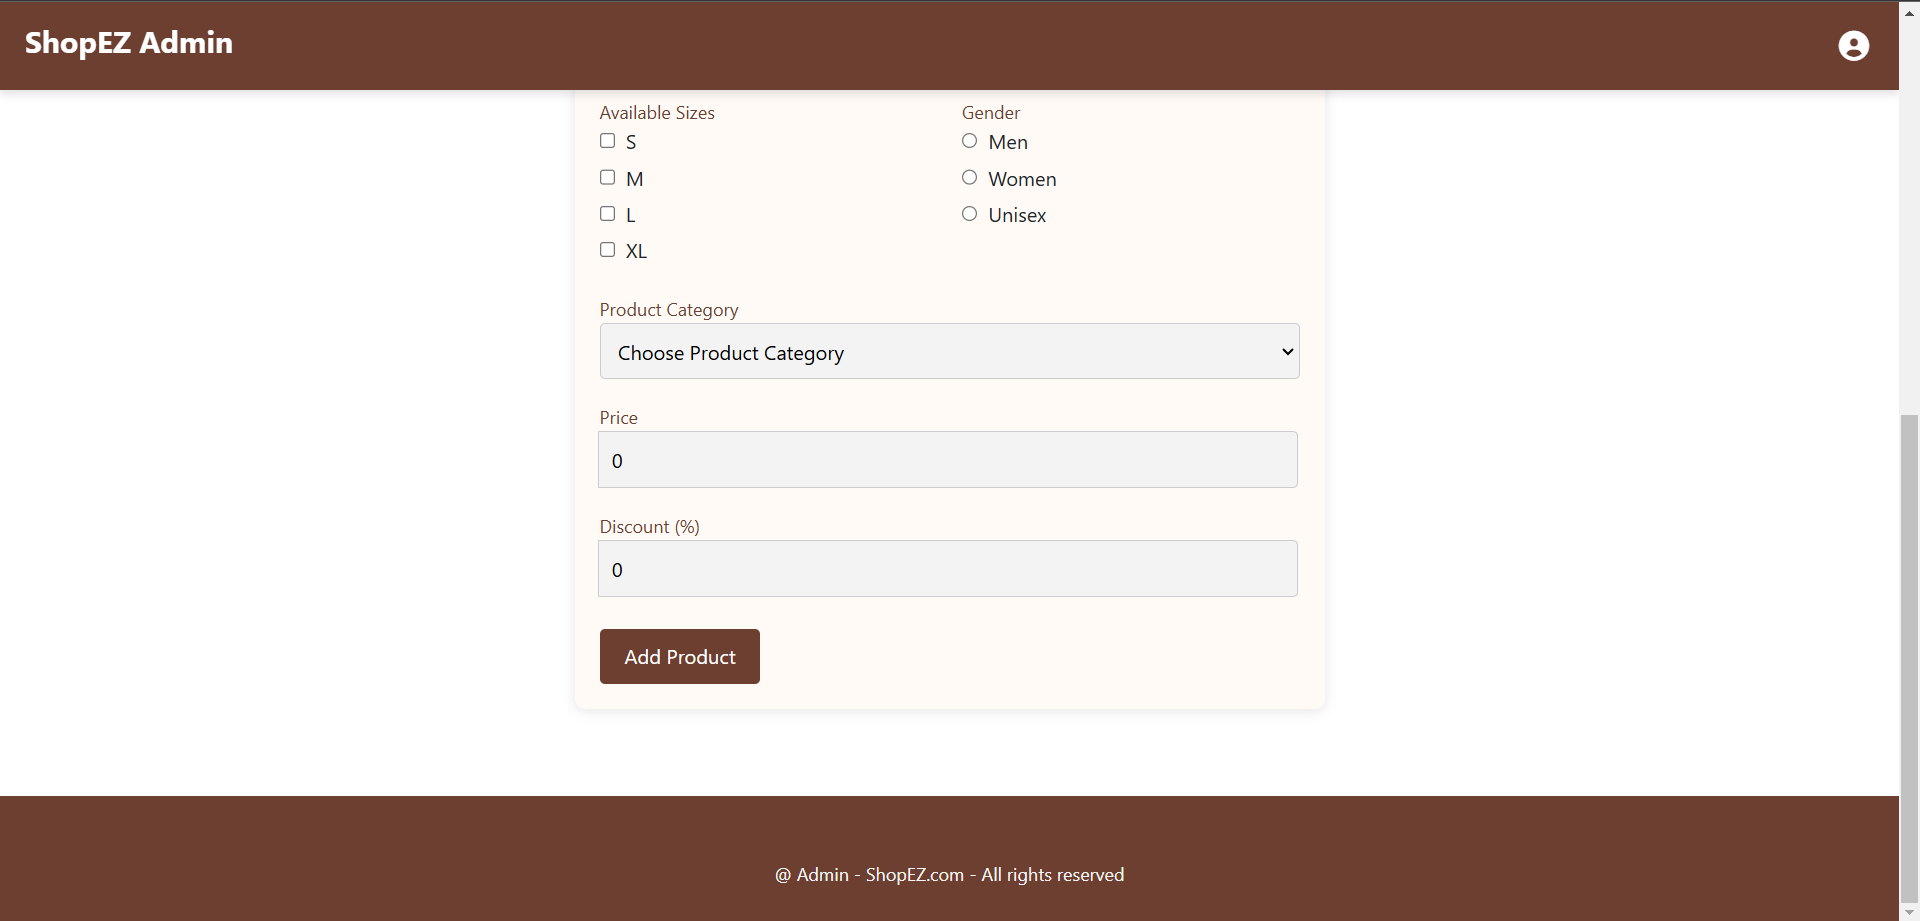 ShopEZ Admin
Available Sizes
S
M
L
XL
Gender
Men
Women
Unisex
Product Category
Choose Product Category
Price
0
Discount (%)
0
Add Product
@ Admin - ShopEZ.com - All rights reserved